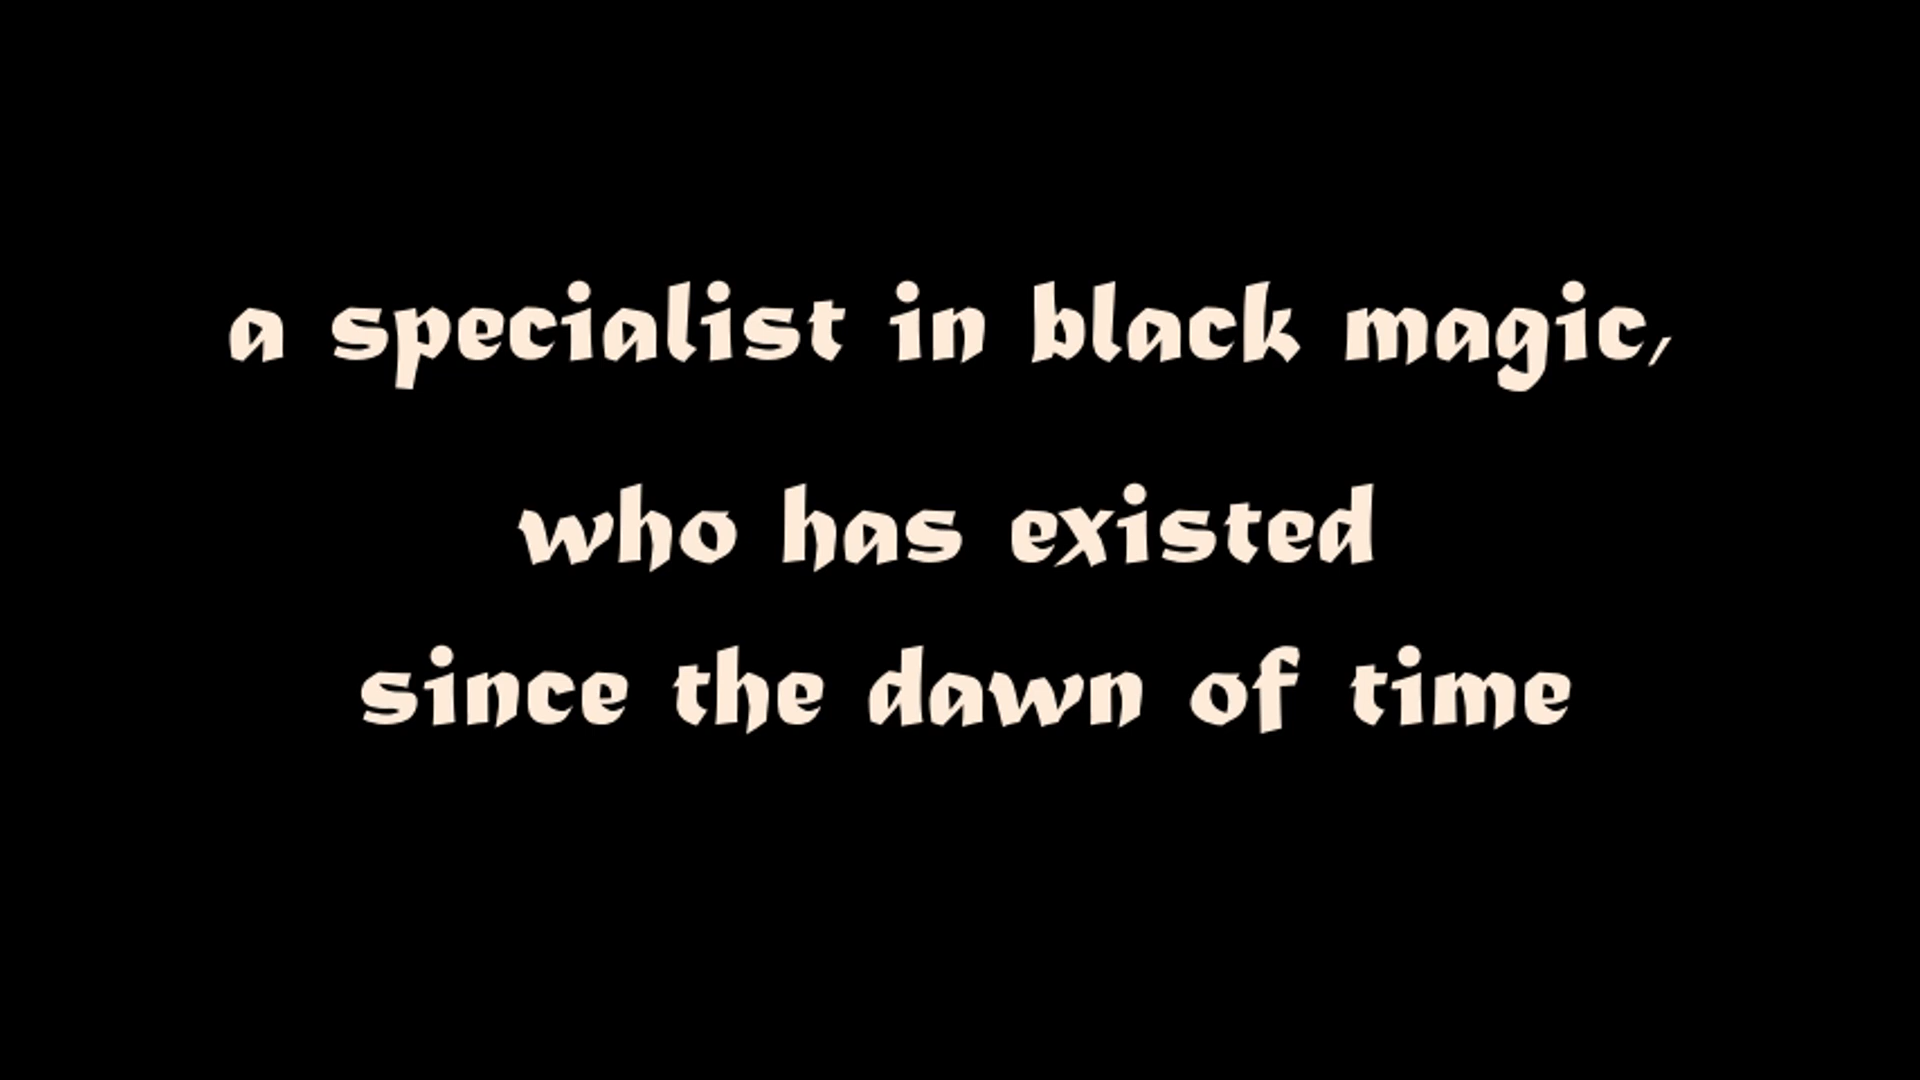 a specialist in black magic,
who has existed
since the dawn of time